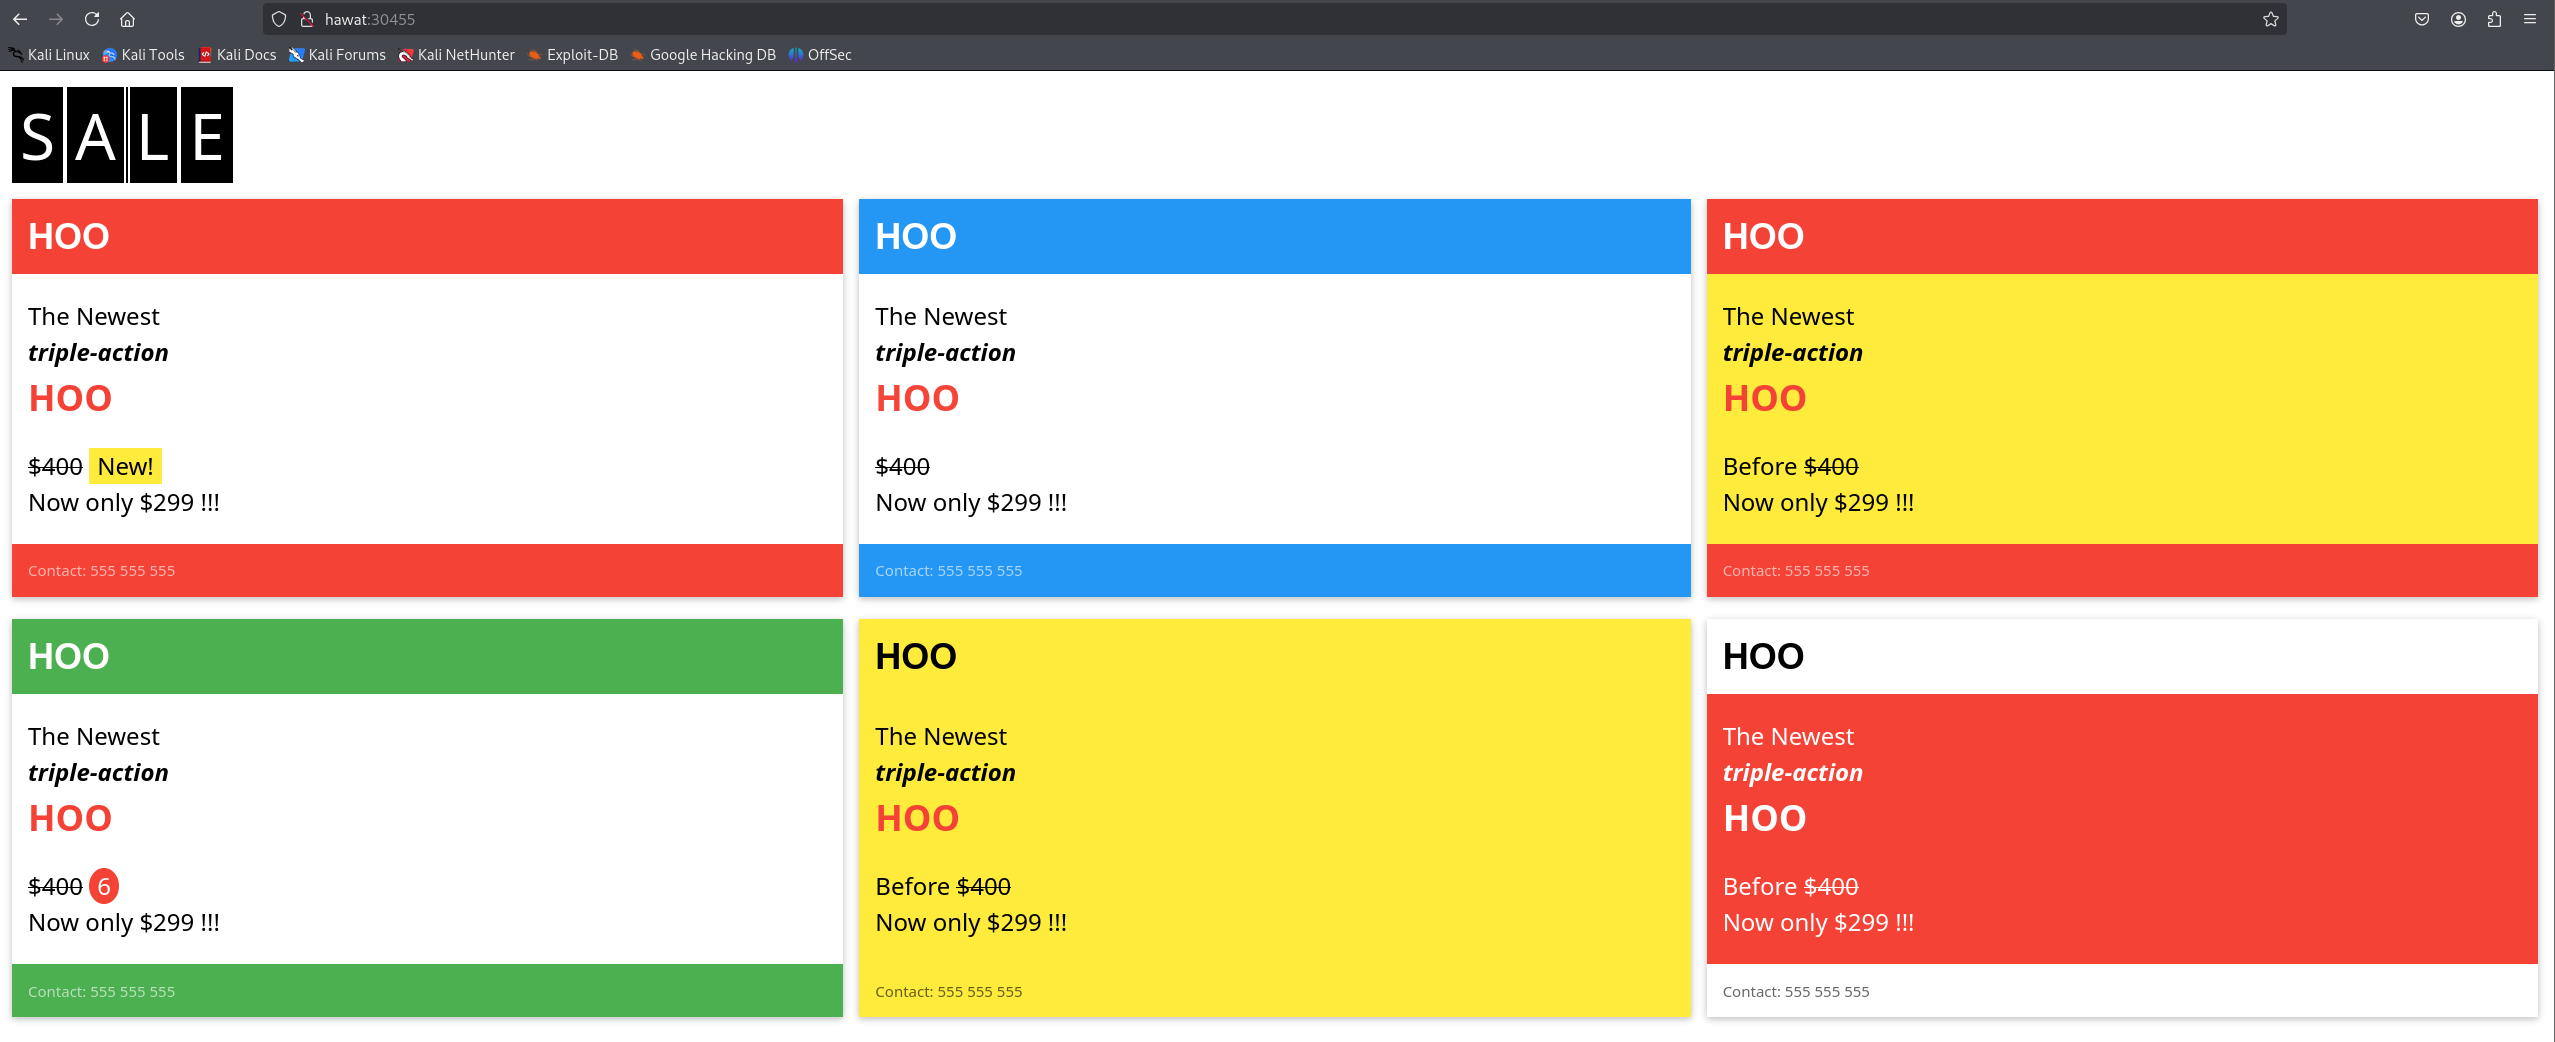 hawat:30455
Kali Linux Kali Tools Kali Docs Kali Forums Kali NetHunter Exploit-DB Google Hacking DB OffSec
SALE
HOO
The Newest
triple-action
HOO
$400 New!
Now only $299 !!!
Contact: 555 555 555
HOO
The Newest
triple-action
HOO
$400
Now only $299 !!!
Contact: 555 555 555
HOO
The Newest
triple-action
HOO
Before $400
Now only $299 !!!
Contact: 555 555 555
HOO
The Newest
triple-action
HOO
$400 6
Now only $299 !!!
Contact: 555 555 555
HOO
The Newest
triple-action
HOO
Before $400
Now only $299 !!!
Contact: 555 555 555
HOO
The Newest
triple-action
HOO
Before $400
Now only $299 !!!
Contact: 555 555 555